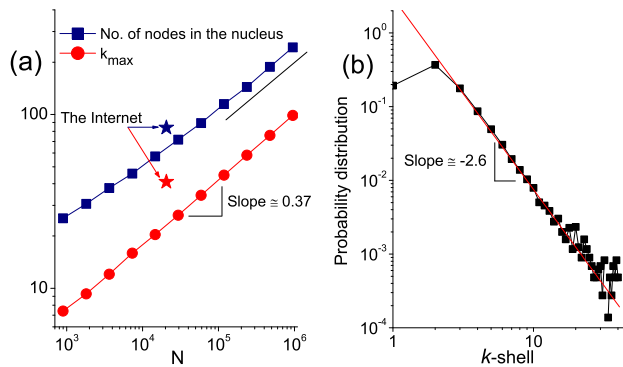 (a)
No. of nodes in the nucleus
k_max
The Internet
Slope ≅ 0.37
100
10
10^3
10^4
10^5
10^6
N
(b)
Slope ≅ -2.6
Probability distribution
10^0
10^-1
10^-2
10^-3
10^-4
1
10
k-shell